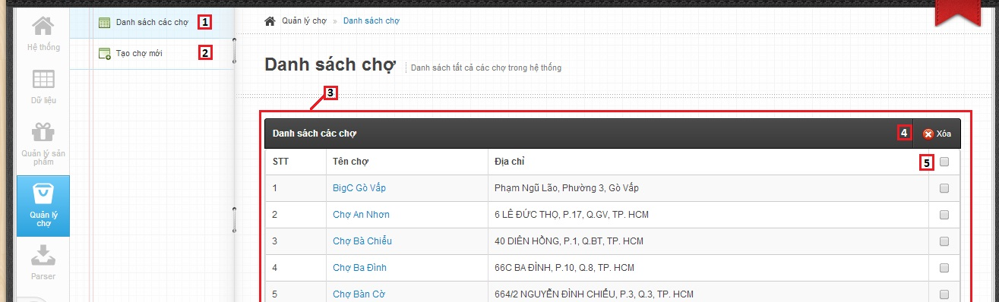 Hệ thống
Dữ liệu
Quản lý sản
phẩm
Quản lý
chợ
Parser
Danh sách các chợ 1
Tạo chợ mới 2
Quản lý chợ » Danh sách chợ
Danh sách chợ Danh sách tất cả các chợ trong hệ thống
3
Danh sách các chợ 4 Xóa
STT Tên chợ Địa chỉ 5
1 BigC Gò Vấp Phạm Ngũ Lão, Phường 3, Gò Vấp
2 Chợ An Nhơn 6 LÊ ĐỨC THỌ, P.17, Q.GV, TP. HCM
3 Chợ Bà Chiểu 40 DIÊN HỒNG, P.1, Q.BT, TP. HCM
4 Chợ Ba Đình 66C BA ĐÌNH, P.10, Q.8, TP. HCM
5 Chợ Bàn Cờ 664/2 NGUYỄN ĐÌNH CHIỂU, P.3, Q.3, TP. HCM